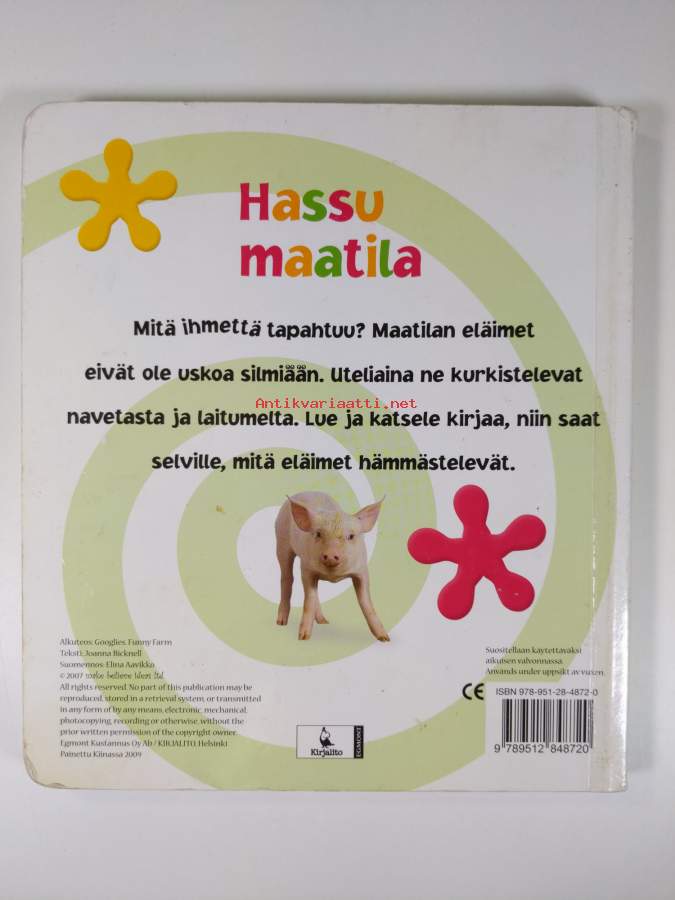 Hassu
maatila
Mitä ihmettä tapahtuu? Maatilan eläimet
eivät ole uskoa silmiään. Uteliaina ne kurkistelevat
Antikvariaatti.net
navetasta ja laitumelta. Lue ja katsele kirjaa, niin saat
selville, mitä eläimet hämmästelevät.
Alkuteos: Googlies. Funny Farm
Teksti: Joanna Bicknell
Suomennos: Elina Aavikko
© 2007 make believe ideas ltd.
All rights reserved. No part of this publication may be
reproduced, stored in a retrieval system, or transmitted
in any form of by any means, electronic, mechanical,
photocopying, recording or otherwise, without the
prior written permission of the copyright owner.
Egmont Kustannus Oy Ab / KIRJALITO, Helsinki
Painettu Kiinassa 2009
Kirjalito
EGMONT
Suositellaan käytettäväksi
aikuisen valvonnassa.
Används under uppsikt av vuxen.
CE
ISBN 978-951-28-4872-0
9 789512 848720